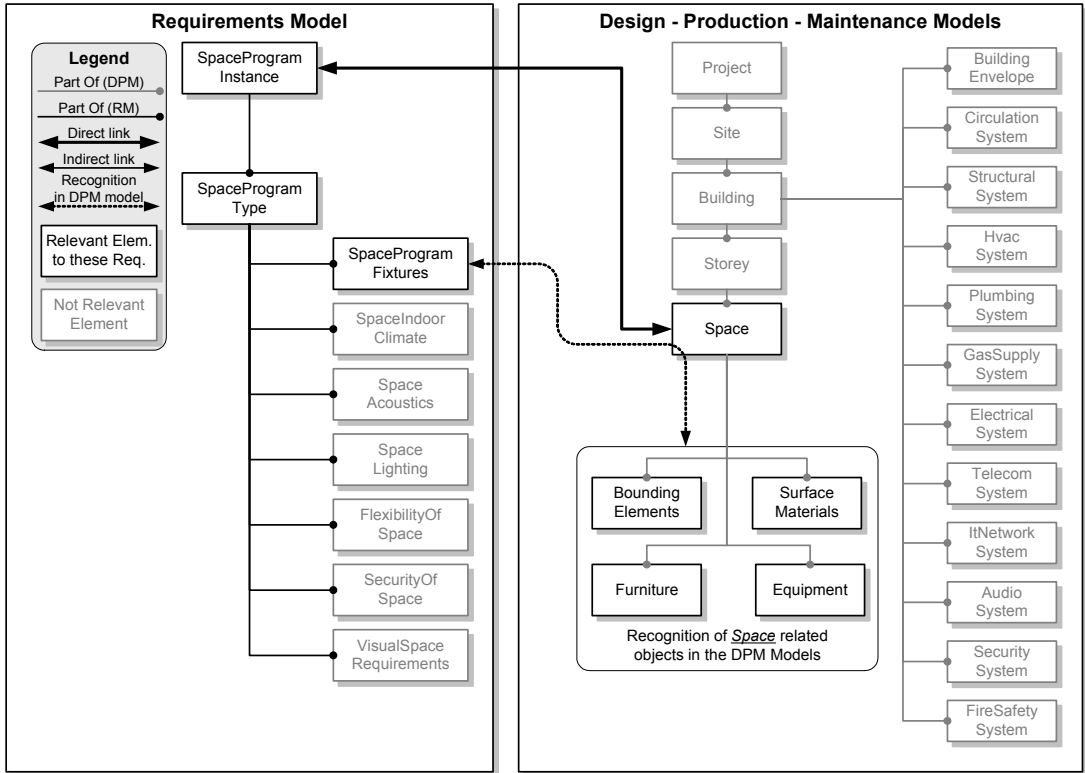 Requirements Model
Legend
Part Of (DPM)
Part Of (RM)
Direct link
Indirect link
Recognition
in DPM model
Relevant Elem.
to these Req.
Not Relevant
Element
SpaceProgram
Instance
SpaceProgram
Type
SpaceProgram
Fixtures
SpaceIndoor
Climate
Space
Acoustics
Space
Lighting
FlexibilityOf
Space
SecurityOf
Space
VisualSpace
Requirements
Design - Production - Maintenance Models
Project
Site
Building
Storey
Space
Bounding
Elements
Surface
Materials
Furniture
Equipment
Recognition of Space related
objects in the DPM Models
Building
Envelope
Circulation
System
Structural
System
Hvac
System
Plumbing
System
GasSupply
System
Electrical
System
Telecom
System
ItNetwork
System
Audio
System
Security
System
FireSafety
System